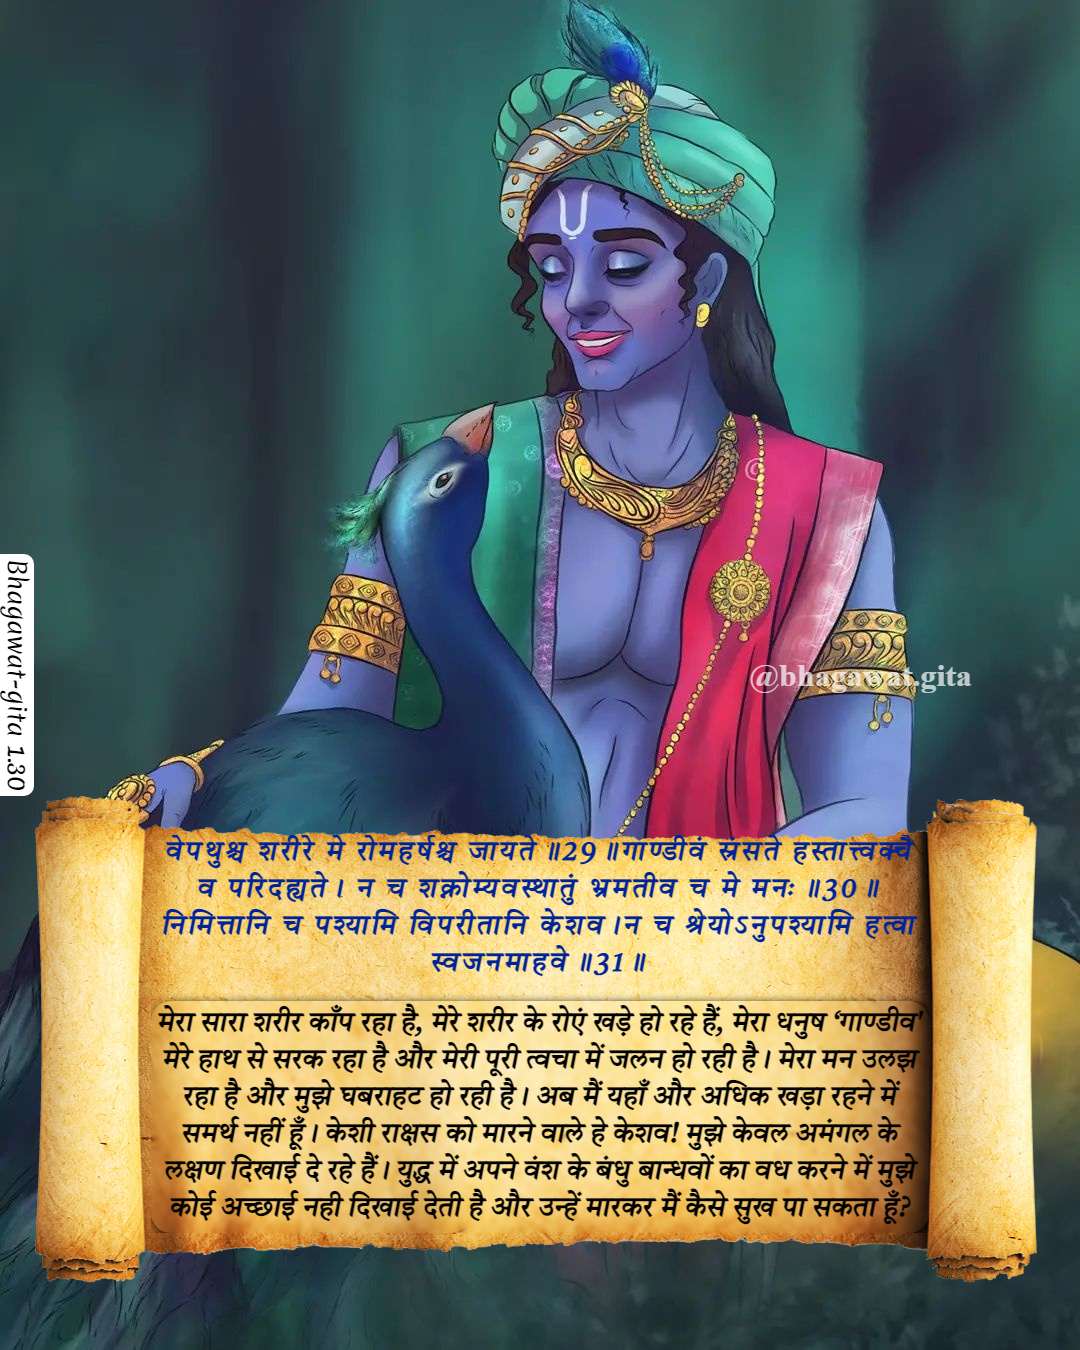 @bhagawat.gita
Bhagawat-gita 1.30
वेपथुश्च शरीरे मे रोमहर्षश्च जायते ॥29॥गाण्डीवं स्रंसते हस्तात्त्वक्चै
व परिदह्यते। न च शक्नोम्यवस्थातुं भ्रमतीव च मे मनः ॥30॥
निमित्तानि च पश्यामि विपरीतानि केशव।न च श्रेयोऽनुपश्यामि हत्वा
स्वजनमाहवे ॥31॥
मेरा सारा शरीर काँप रहा है, मेरे शरीर के रोएं खड़े हो रहे हैं, मेरा धनुष ‘गाण्डीव'
मेरे हाथ से सरक रहा है और मेरी पूरी त्वचा में जलन हो रही है। मेरा मन उलझ
रहा है और मुझे घबराहट हो रही है। अब मैं यहाँ और अधिक खड़ा रहने में
समर्थ नहीं हूँ। केशी राक्षस को मारने वाले हे केशव! मुझे केवल अमंगल के
लक्षण दिखाई दे रहे हैं। युद्ध में अपने वंश के बंधु बान्धवों का वध करने में मुझे
कोई अच्छाई नही दिखाई देती है और उन्हें मारकर मैं कैसे सुख पा सकता हूँ?